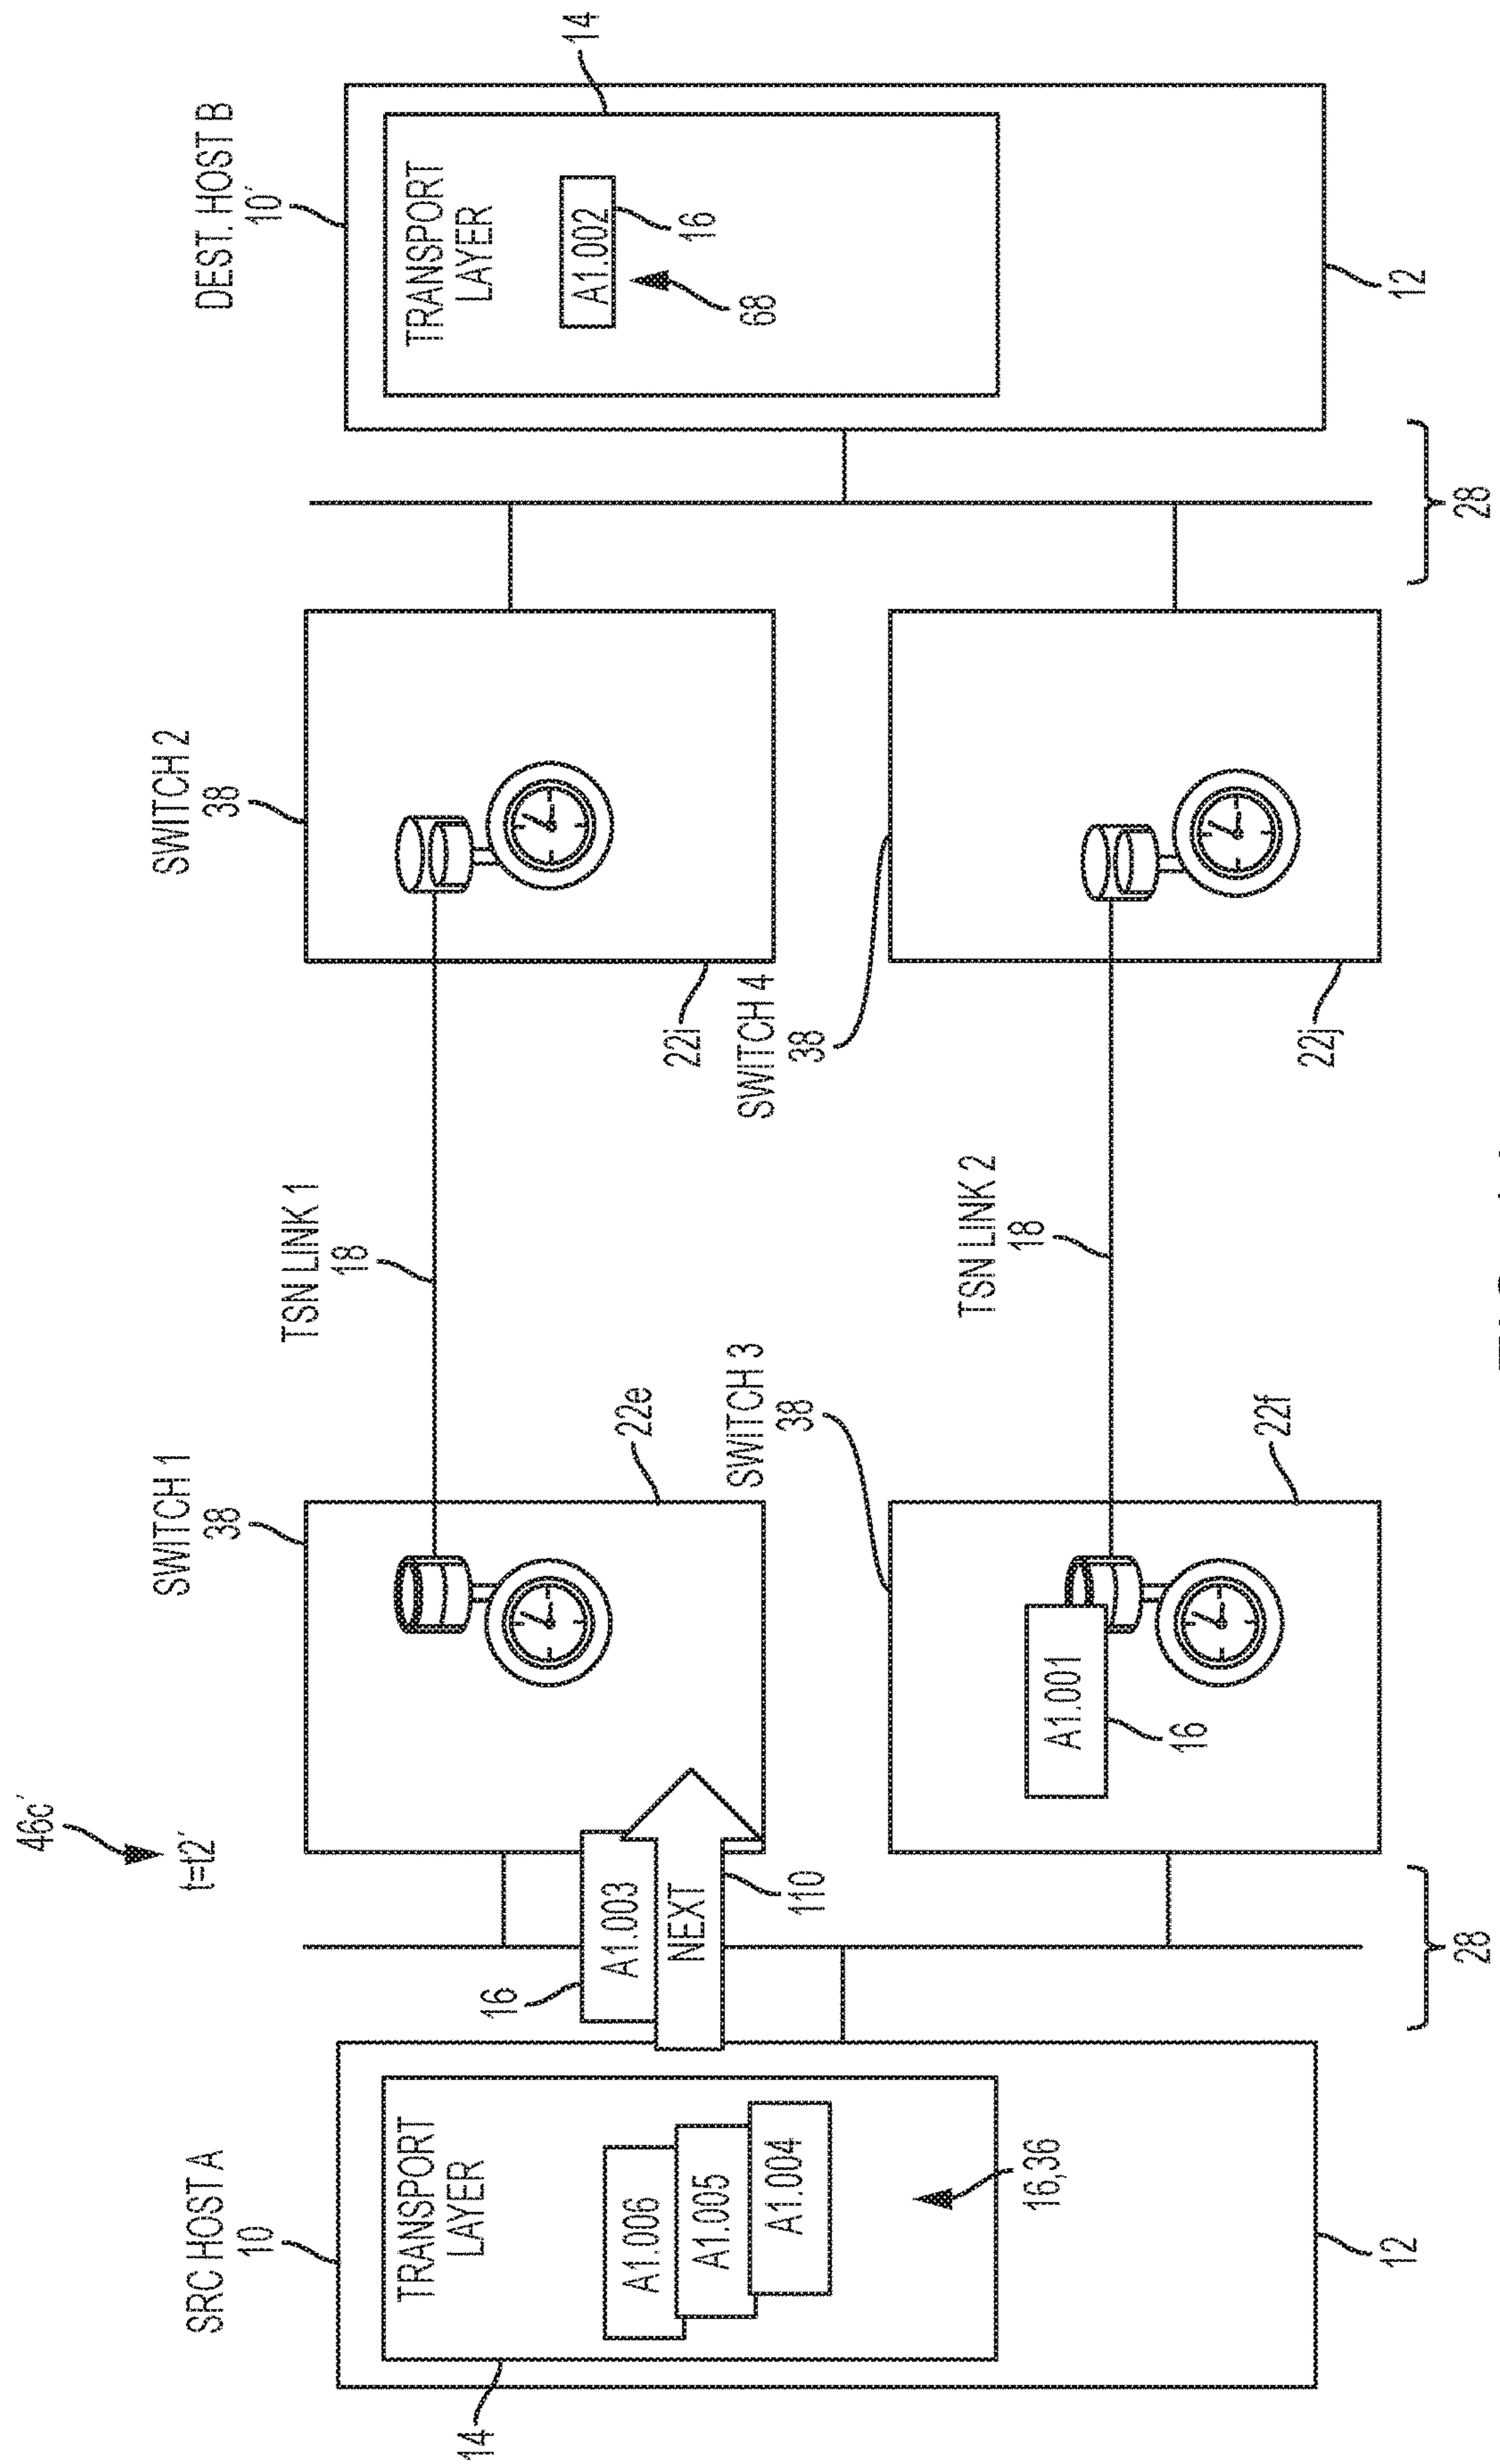 46c′
t=t2′
SRC HOST A
10
TRANSPORT
LAYER
14
A1.006
A1.005
A1.004
16,36
12
16
A1.003
NEXT
110
28
SWITCH 1
38
22e
SWITCH 3
38
A1.001
16
22f
TSN LINK 1
18
TSN LINK 2
18
SWITCH 2
38
22i
SWITCH 4
38
22j
28
DEST. HOST B
10′
14
TRANSPORT
LAYER
A1.002
16
68
12